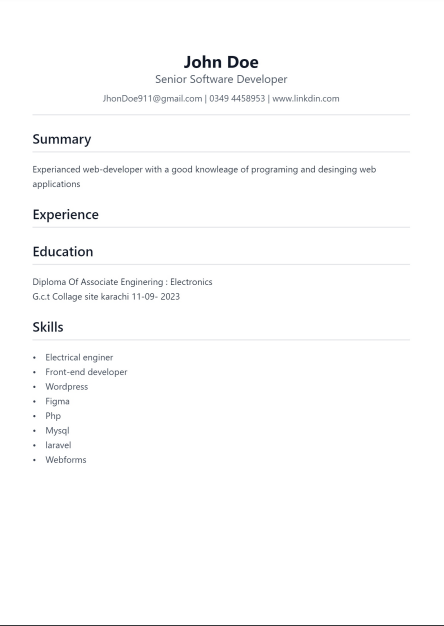 John Doe
Senior Software Developer
JhonDoe911@gmail.com | 0349 4458953 | www.linkdin.com
Summary
Experianced web-developer with a good knowleage of programing and desinging web
applications
Experience
Education
Diploma Of Associate Enginering : Electronics
G.c.t Collage site karachi 11-09- 2023
Skills
• Electrical enginer
• Front-end developer
• Wordpress
• Figma
• Php
• Mysql
• laravel
• Webforms